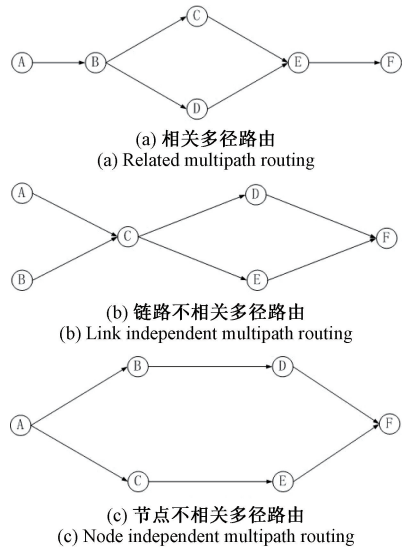 C
A B E F
D
(a) 相关多径路由
(a) Related multipath routing
A D
C F
B E
(b) 链路不相关多径路由
(b) Link independent multipath routing
B D
A F
C E
(c) 节点不相关多径路由
(c) Node independent multipath routing